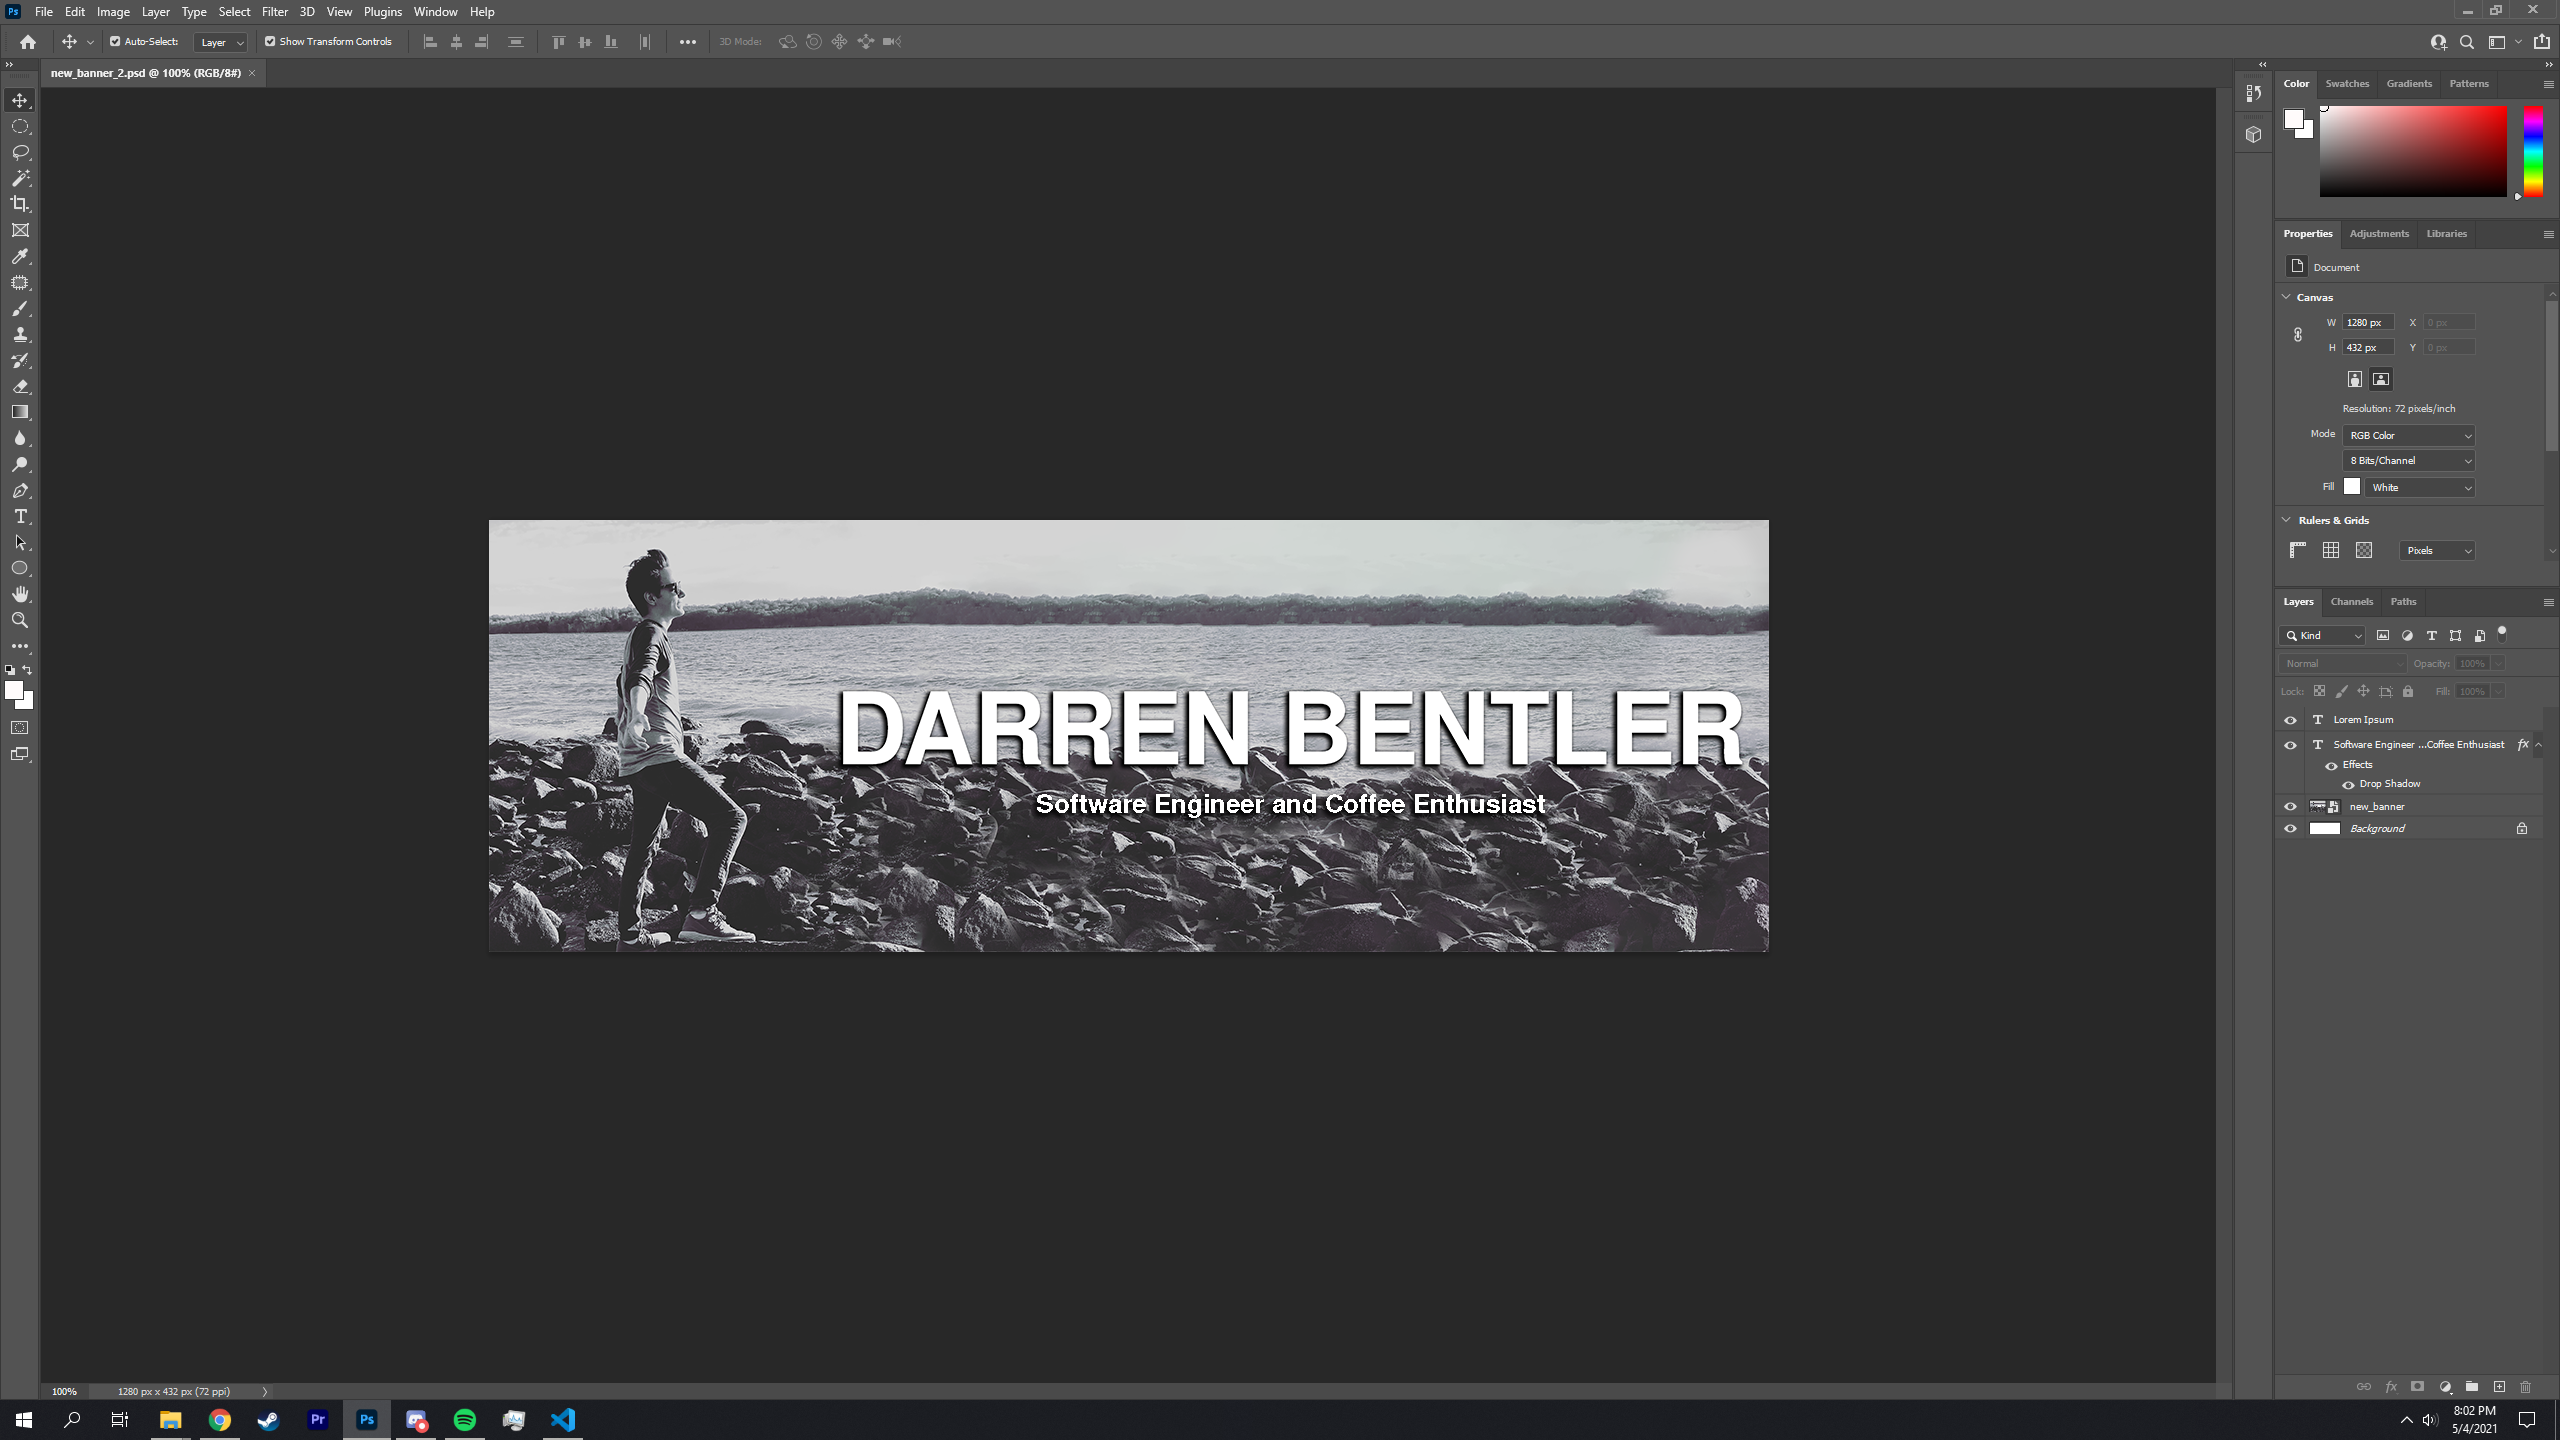 File Edit Image Layer Type Select Filter 3D View Plugins Window Help
Auto-Select: Layer Show Transform Controls 3D Mode:
new_banner_2.psd @ 100% (RGB/8#)
Color Swatches Gradients Patterns
Properties Adjustments Libraries
Document
Canvas
W 1280 px X 0 px
H 432 px Y 0 px
Resolution: 72 pixels/inch
Mode RGB Color
8 Bits/Channel
Fill White
Rulers & Grids
Pixels
DARREN BENTLER
Software Engineer and Coffee Enthusiast
Layers Channels Paths
Kind
Normal Opacity: 100%
Lock: Fill: 100%
T Lorem Ipsum
T Software Engineer ...Coffee Enthusiast fx
Effects
Drop Shadow
new_banner
Background
100% 1280 px x 432 px (72 ppi)
Pr Ps
8:02 PM
5/4/2021